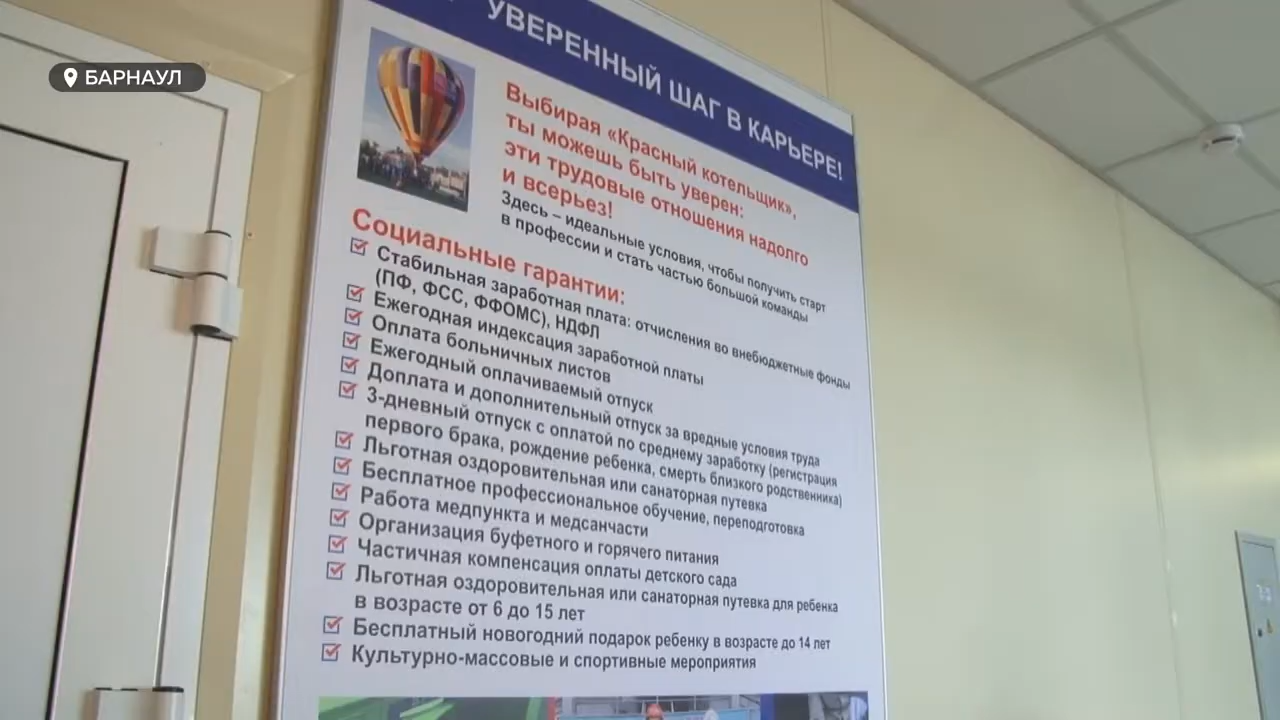 БАРНАУЛ
УВЕРЕННЫЙ ШАГ В КАРЬЕРЕ!
Выбирая «Красный котельщик»,
ты можешь быть уверен:
эти трудовые отношения надолго
и всерьез!
Здесь – идеальные условия, чтобы получить старт
в профессии и стать частью большой команды
Социальные гарантии:
Стабильная заработная плата: отчисления во внебюджетные фонды
(ПФ, ФСС, ФФОМС), НДФЛ
Ежегодная индексация заработной платы
Оплата больничных листов
Ежегодный оплачиваемый отпуск
Доплата и дополнительный отпуск за вредные условия труда
3-дневный отпуск с оплатой по среднему заработку (регистрация
первого брака, рождение ребенка, смерть близкого родственника)
Льготная оздоровительная или санаторная путевка
Бесплатное профессиональное обучение, переподготовка
Работа медпункта и медсанчасти
Организация буфетного и горячего питания
Частичная компенсация оплаты детского сада
Льготная оздоровительная или санаторная путевка для ребенка
в возрасте от 6 до 15 лет
Бесплатный новогодний подарок ребенку в возрасте до 14 лет
Культурно-массовые и спортивные мероприятия